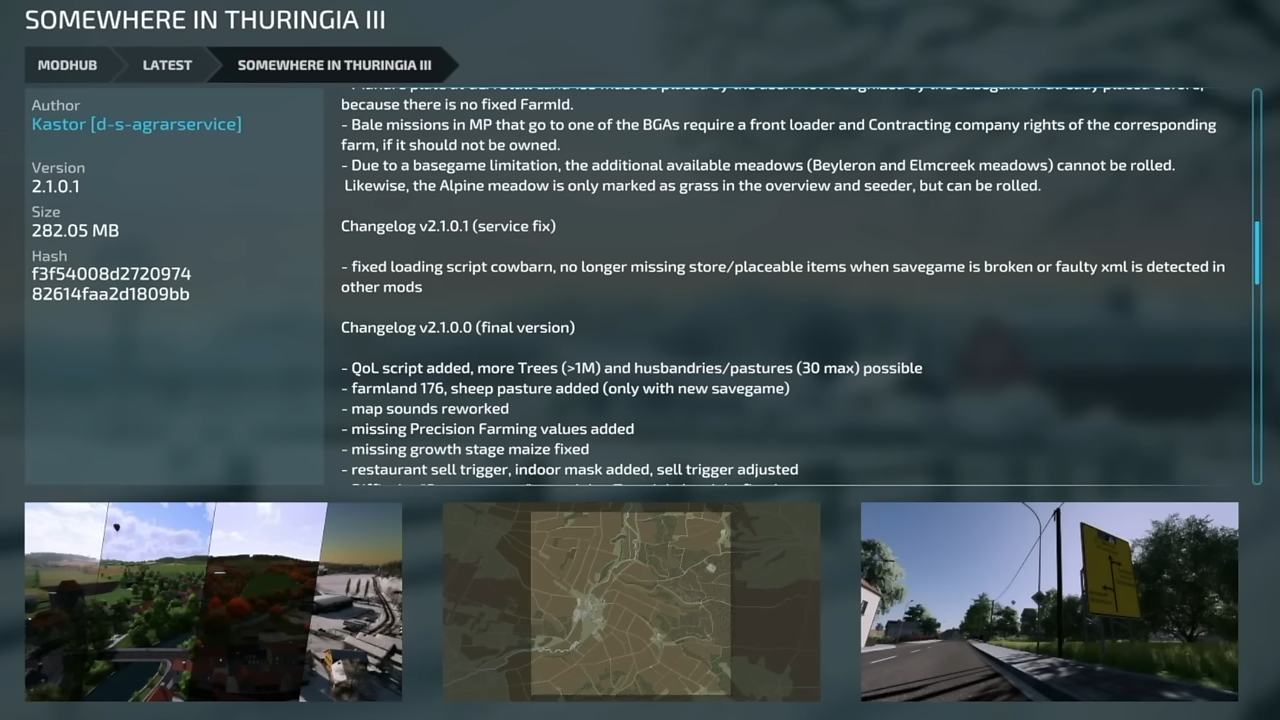 SOMEWHERE IN THURINGIA III
MODHUB
LATEST
SOMEWHERE IN THURINGIA III
Author
Kastor [d-s-agrarservice]
Version
2.1.0.1
Size
282.05 MB
Hash
f3f54008d2720974
82614faa2d1809bb
because there is no fixed FarmId.
- Bale missions in MP that go to one of the BGAs require a front loader and Contracting company rights of the corresponding
farm, if it should not be owned.
- Due to a basegame limitation, the additional available meadows (Beyleron and Elmcreek meadows) cannot be rolled.
Likewise, the Alpine meadow is only marked as grass in the overview and seeder, but can be rolled.
Changelog v2.1.0.1 (service fix)
- fixed loading script cowbarn, no longer missing store/placeable items when savegame is broken or faulty xml is detected in
other mods
Changelog v2.1.0.0 (final version)
- QoL script added, more Trees (>1M) and husbandries/pastures (30 max) possible
- farmland 176, sheep pasture added (only with new savegame)
- map sounds reworked
- missing Precision Farming values added
- missing growth stage maize fixed
- restaurant sell trigger, indoor mask added, sell trigger adjusted